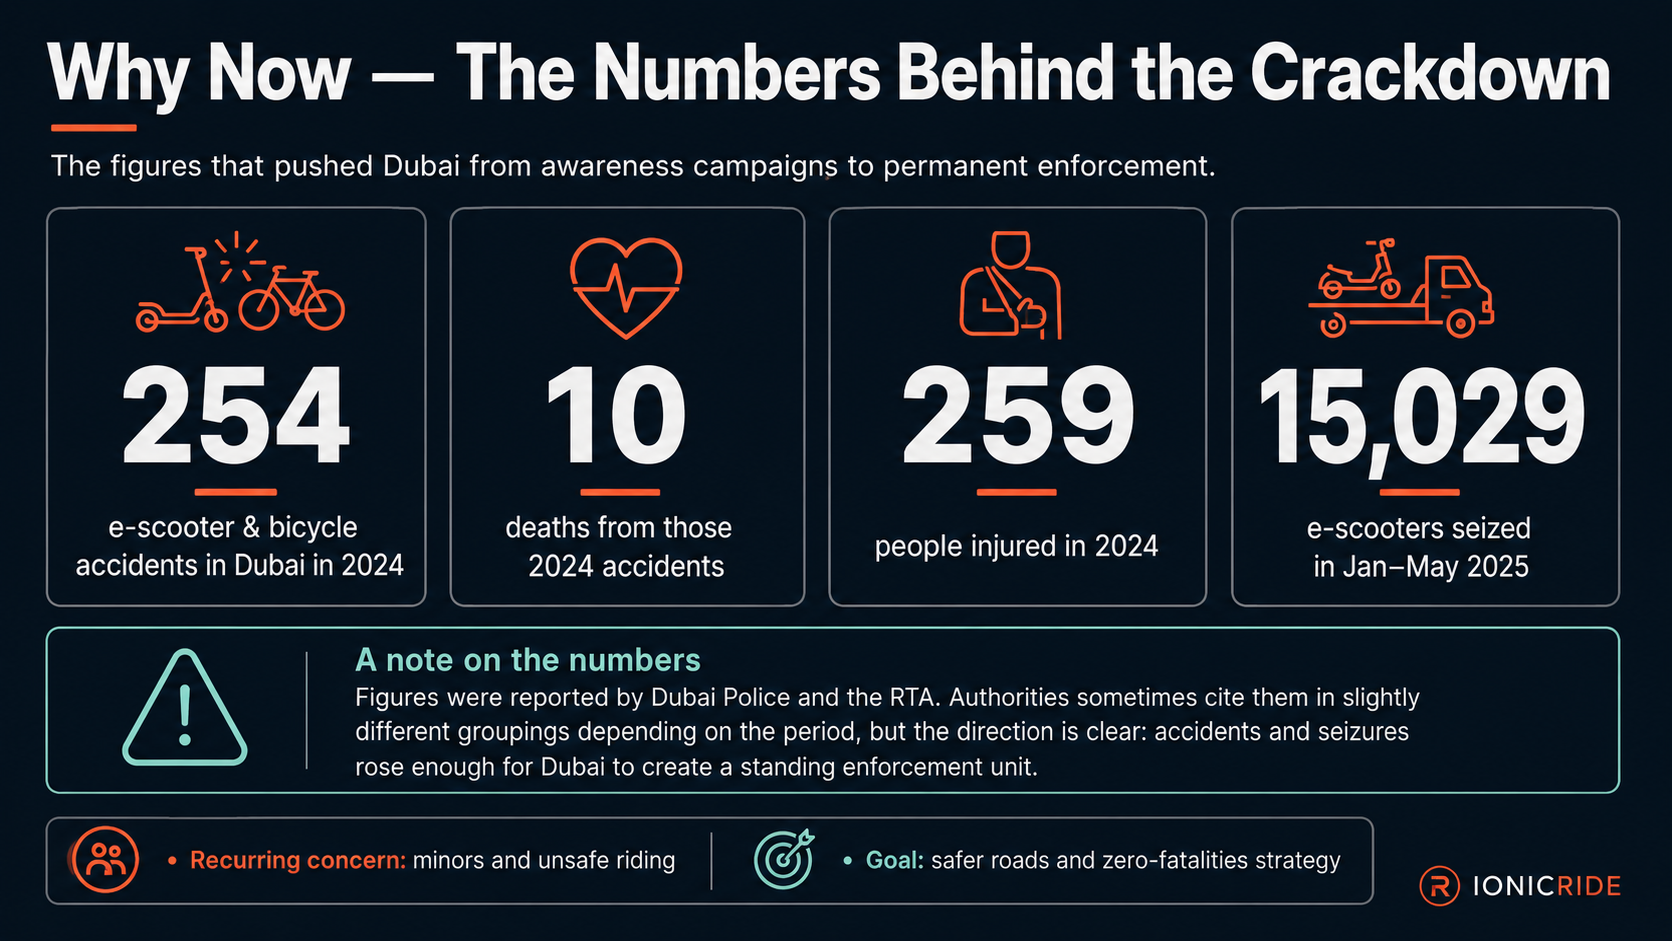 Why Now — The Numbers Behind the Crackdown
The figures that pushed Dubai from awareness campaigns to permanent enforcement.
254
e-scooter & bicycle
accidents in Dubai in 2024
10
deaths from those
2024 accidents
259
people injured in 2024
15,029
e-scooters seized
in Jan–May 2025
A note on the numbers
Figures were reported by Dubai Police and the RTA. Authorities sometimes cite them in slightly
different groupings depending on the period, but the direction is clear: accidents and seizures
rose enough for Dubai to create a standing enforcement unit.
• Recurring concern: minors and unsafe riding
• Goal: safer roads and zero-fatalities strategy
R IONICRIDE